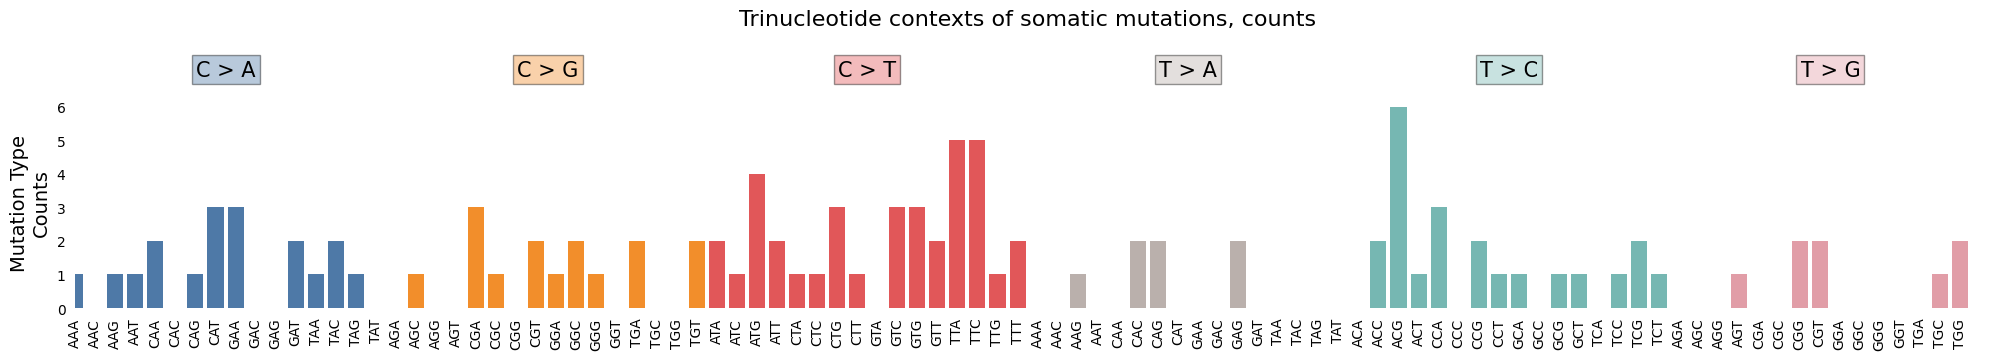 Trinucleotide contexts of somatic mutations, counts
C > A C > G C > T T > A T > C T > G
Mutation Type
Counts
6
5
4
3
2
1
0
AAA AAC AAG AAT CAA CAC CAG CAT GAA GAC GAG GAT TAA TAC TAG TAT AGA AGC AGG AGT CGA CGC CGG CGT GGA GGC GGG GGT TGA TGC TGG TGT ATA ATC ATG ATT CTA CTC CTG CTT GTA GTC GTG GTT TTA TTC TTG TTT AAA AAC AAG AAT CAA CAC CAG CAT GAA GAC GAG GAT TAA TAC TAG TAT ACA ACC ACG ACT CCA CCC CCG CCT GCA GCC GCG GCT TCA TCC TCG TCT AGA AGC AGG AGT CGA CGC CGG CGT GGA GGC GGG GGT TGA TGC TGG